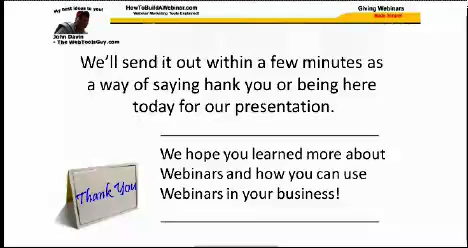 My best ideas to you!
HowToBuildAWebinar.com
Webinar Marketing Tools Explained!
Giving Webinars
Made Simple!
John Davis
• The WebToolsGuy.com
We'll send it out within a few minutes as
a way of saying hank you or being here
today for our presentation.
We hope you learned more about
Webinars and how you can use
Webinars in your business!
Thank You